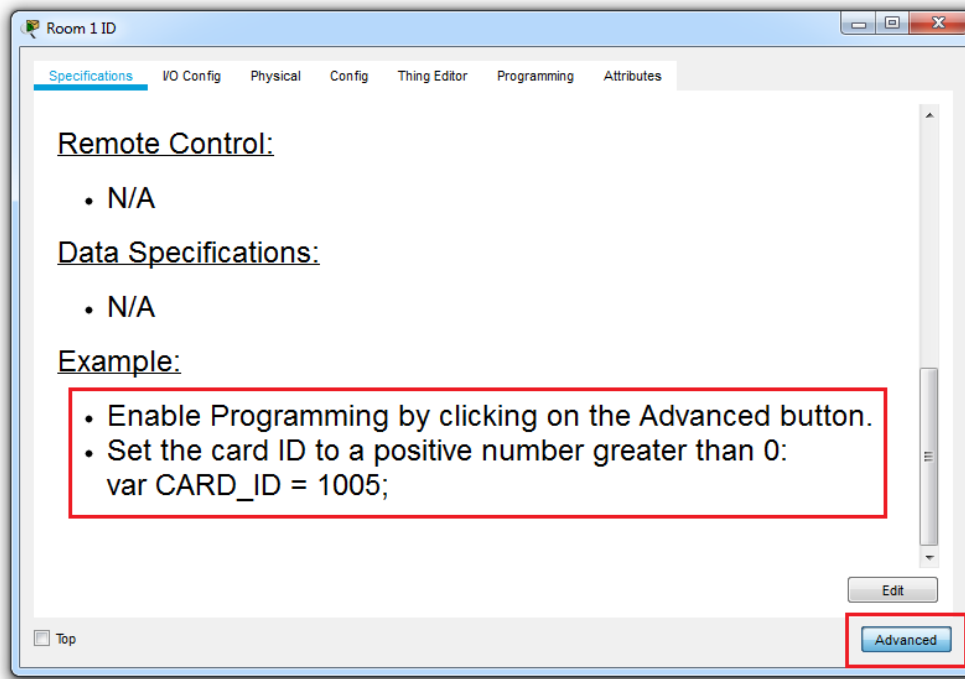 Room 1 ID
Specifications I/O Config Physical Config Thing Editor Programming Attributes
Remote Control:
• N/A
Data Specifications:
• N/A
Example:
• Enable Programming by clicking on the Advanced button.
• Set the card ID to a positive number greater than 0:
var CARD_ID = 1005;
Edit
Top
Advanced